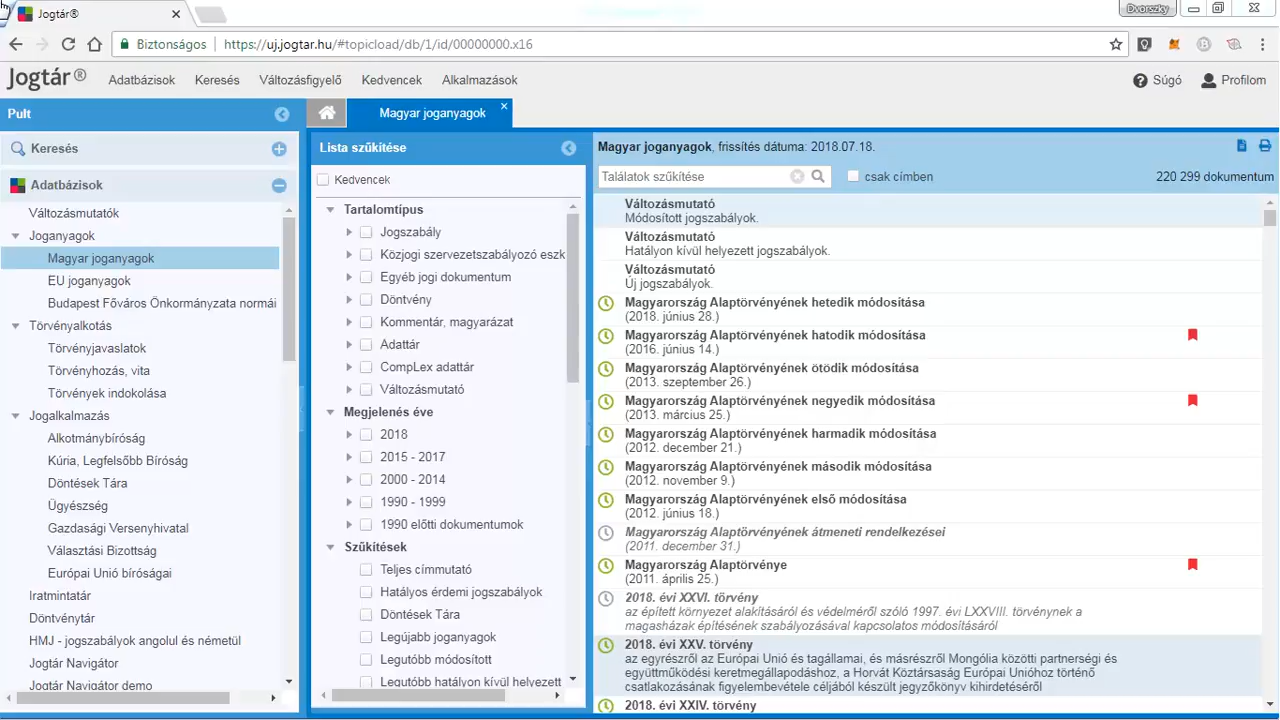 Jogtár®
Dvorszky
Biztonságos
https://uj.jogtar.hu/#topicload/db/1/id/00000000.x16
Jogtár®
Adatbázisok
Keresés
Változásfigyelő
Kedvencek
Alkalmazások
Súgó
Profilom
Pult
Keresés
Adatbázisok
Változásmutatók
Joganyagok
Magyar joganyagok
EU joganyagok
Budapest Főváros Önkormányzata normái
Törvényalkotás
Törvényjavaslatok
Törvényhozás, vita
Törvények indokolása
Jogalkalmazás
Alkotmánybíróság
Kúria, Legfelsőbb Bíróság
Döntések Tára
Ügyészség
Gazdasági Versenyhivatal
Választási Bizottság
Európai Unió bíróságai
Iratmintatár
Döntvénytár
HMJ - jogszabályok angolul és németül
Jogtár Navigátor
Jogtár Navigátor demo
Magyar joganyagok
Lista szűkítése
Kedvencek
Tartalomtípus
Jogszabály
Közjogi szervezetszabályozó eszk
Egyéb jogi dokumentum
Döntvény
Kommentár, magyarázat
Adattár
CompLex adattár
Változásmutató
Megjelenés éve
2018
2015 - 2017
2000 - 2014
1990 - 1999
1990 előtti dokumentumok
Szűkítések
Teljes címmutató
Hatályos érdemi jogszabályok
Döntések Tára
Legújabb joganyagok
Legutóbb módosított
Legutóbb hatályon kívül helyezett
Magyar joganyagok, frissítés dátuma: 2018.07.18.
Találatok szűkítése
csak címben
220 299 dokumentum
Változásmutató
Módosított jogszabályok.
Változásmutató
Hatályon kívül helyezett jogszabályok.
Változásmutató
Új jogszabályok.
Magyarország Alaptörvényének hetedik módosítása
(2018. június 28.)
Magyarország Alaptörvényének hatodik módosítása
(2016. június 14.)
Magyarország Alaptörvényének ötödik módosítása
(2013. szeptember 26.)
Magyarország Alaptörvényének negyedik módosítása
(2013. március 25.)
Magyarország Alaptörvényének harmadik módosítása
(2012. december 21.)
Magyarország Alaptörvényének második módosítása
(2012. november 9.)
Magyarország Alaptörvényének első módosítása
(2012. június 18.)
Magyarország Alaptörvényének átmeneti rendelkezései
(2011. december 31.)
Magyarország Alaptörvénye
(2011. április 25.)
2018. évi XXVI. törvény
az épített környezet alakításáról és védelméről szóló 1997. évi LXXVIII. törvénynek a
magasházak építésének szabályozásával kapcsolatos módosításáról
2018. évi XXV. törvény
az egyrészről az Európai Unió és tagállamai, és másrészről Mongólia közötti partnerségi és
együttműködési keretmegállapodáshoz, a Horvát Köztársaság Európai Unióhoz történő
csatlakozásának figyelembevétele céljából készült jegyzőkönyv kihirdetéséről
2018. évi XXIV. törvény